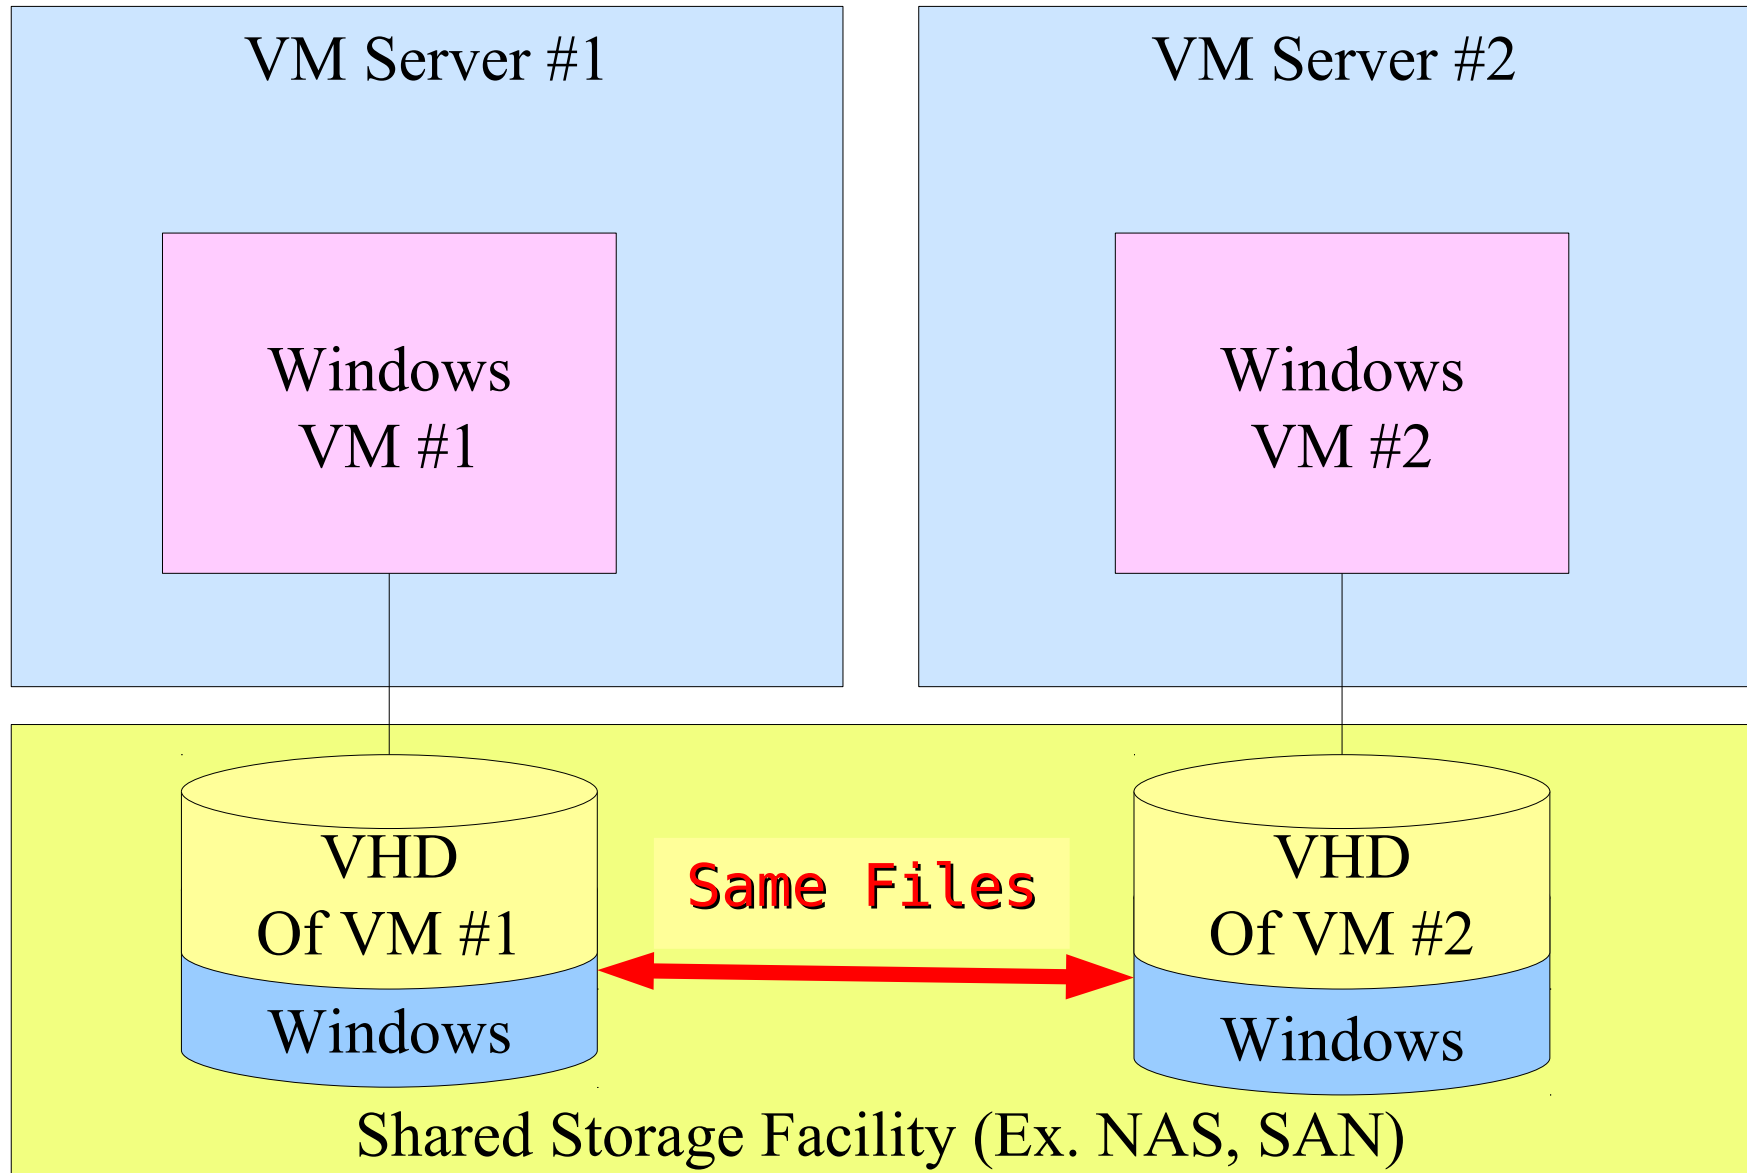 VM Server #1
VM Server #2
Windows
VM #1
Windows
VM #2
VHD
Of VM #1
Windows
Same Files
VHD
Of VM #2
Windows
Shared Storage Facility (Ex. NAS, SAN)